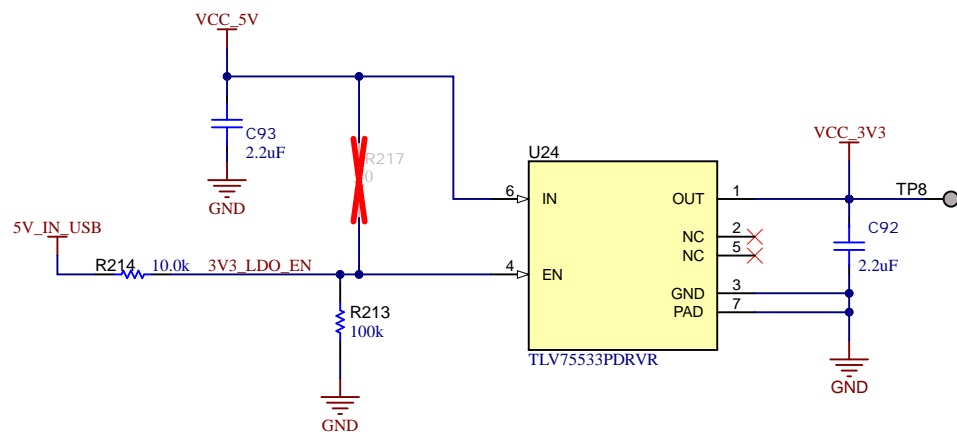 VCC_5V
C93
2.2uF
GND
R217
0
VCC_3V3
U24
6
IN
OUT
1
TP8
5V_IN_USB
NC
2
C92
NC
5
2.2uF
R214
10.0k
3V3_LDO_EN
4
EN
GND
3
PAD
7
R213
100k
TLV75533PDRVR
GND
GND